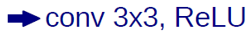 conv 3x3, ReLU